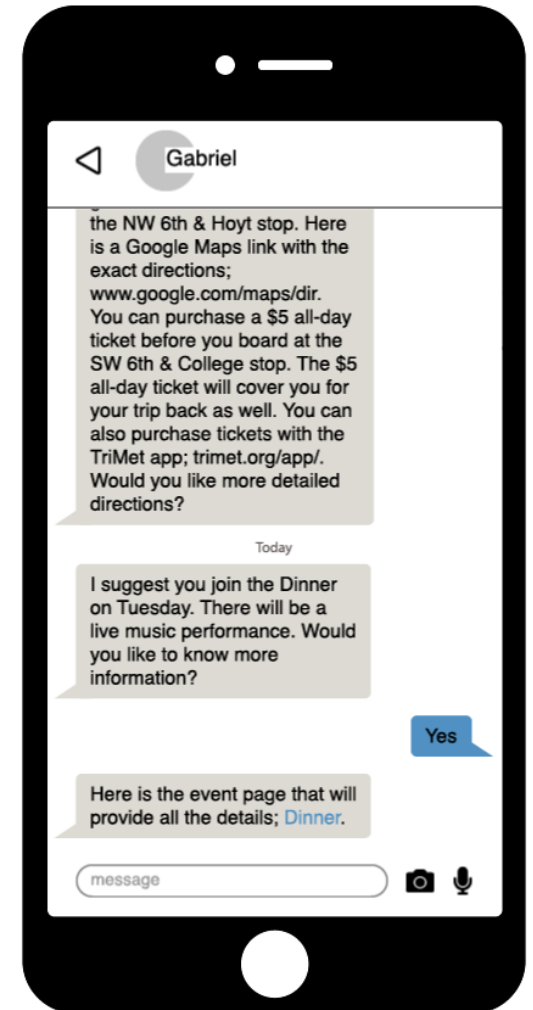 Gabriel
the NW 6th & Hoyt stop. Here
is a Google Maps link with the
exact directions;
www.google.com/maps/dir.
You can purchase a $5 all-day
ticket before you board at the
SW 6th & College stop. The $5
all-day ticket will cover you for
your trip back as well. You can
also purchase tickets with the
TriMet app; trimet.org/app/.
Would you like more detailed
directions?
Today
I suggest you join the Dinner
on Tuesday. There will be a
live music performance. Would
you like to know more
information?
Yes
Here is the event page that will
provide all the details; Dinner.
message